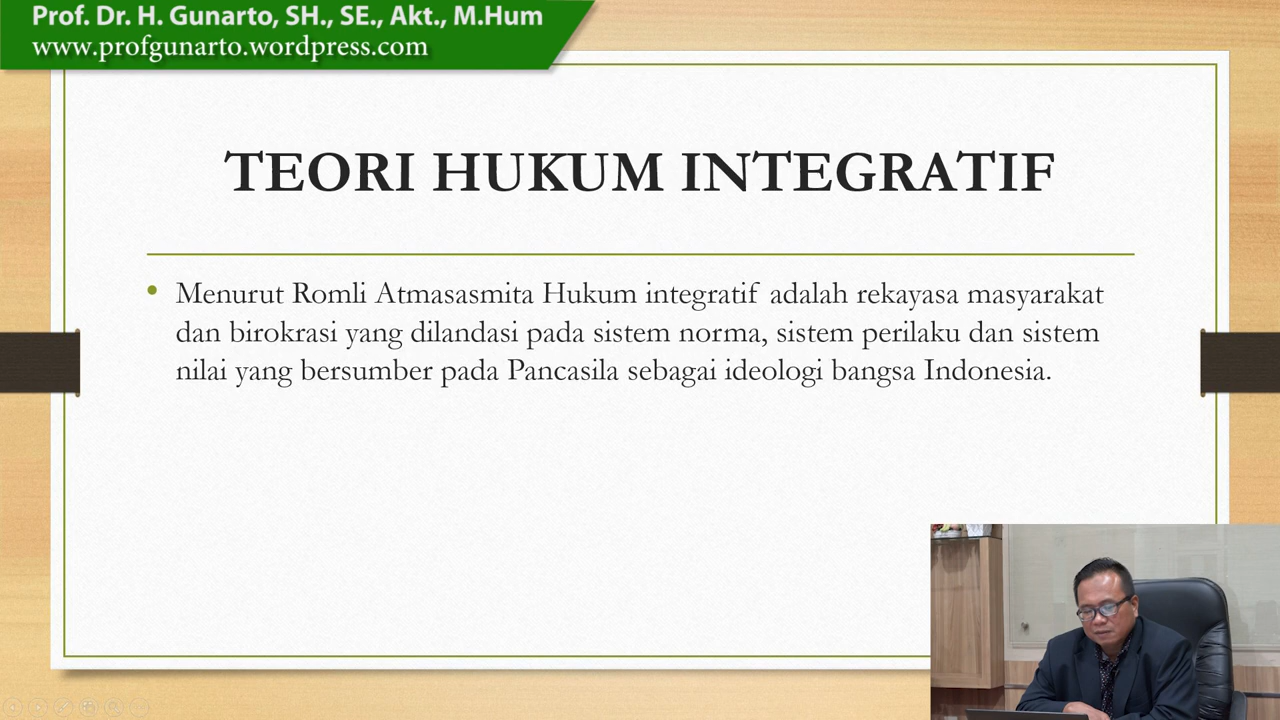 Prof. Dr. H. Gunarto, SH., SE., Akt., M.Hum
www.profgunarto.wordpress.com
TEORI HUKUM INTEGRATIF
• Menurut Romli Atmasasmita Hukum integratif adalah rekayasa masyarakat
dan birokrasi yang dilandasi pada sistem norma, sistem perilaku dan sistem
nilai yang bersumber pada Pancasila sebagai ideologi bangsa Indonesia.